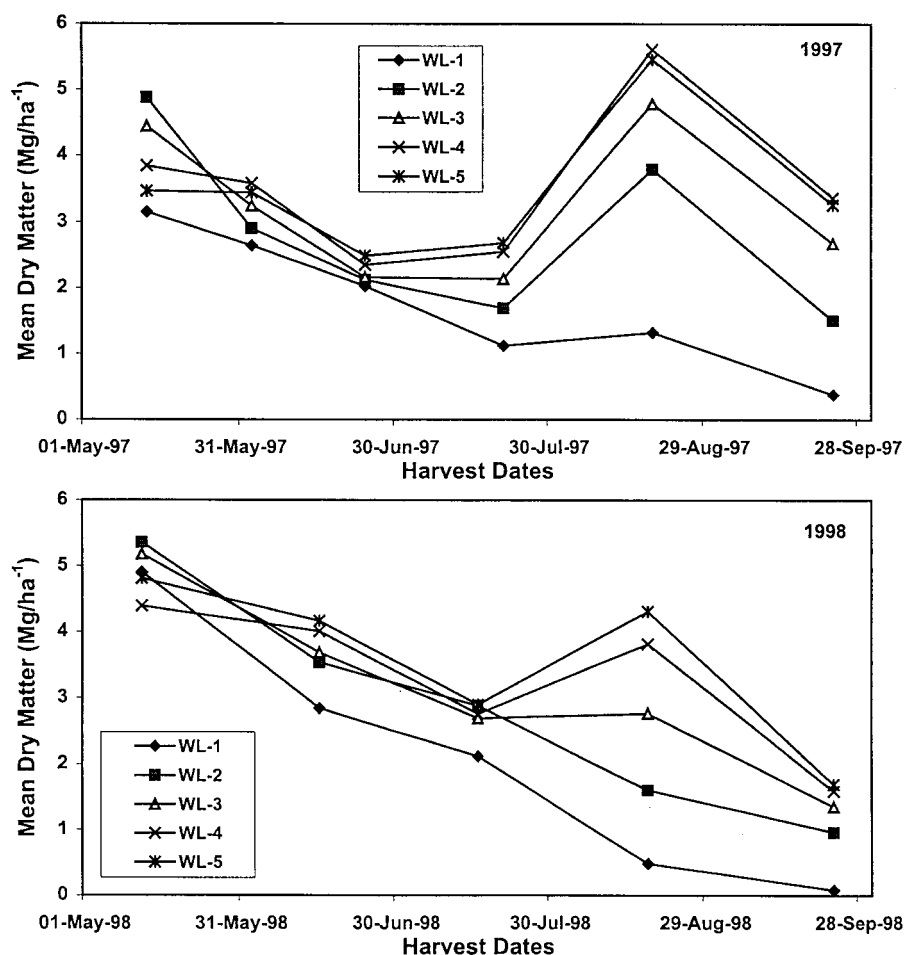 6
5
4
3
2
1
0
Mean Dry Matter (Mg/ha⁻¹)
1997
WL-1
WL-2
WL-3
WL-4
WL-5
01-May-97 31-May-97 30-Jun-97 30-Jul-97 29-Aug-97 28-Sep-97
Harvest Dates
6
5
4
3
2
1
0
Mean Dry Matter (Mg/ha⁻¹)
1998
WL-1
WL-2
WL-3
WL-4
WL-5
01-May-98 31-May-98 30-Jun-98 30-Jul-98 29-Aug-98 28-Sep-98
Harvest Dates